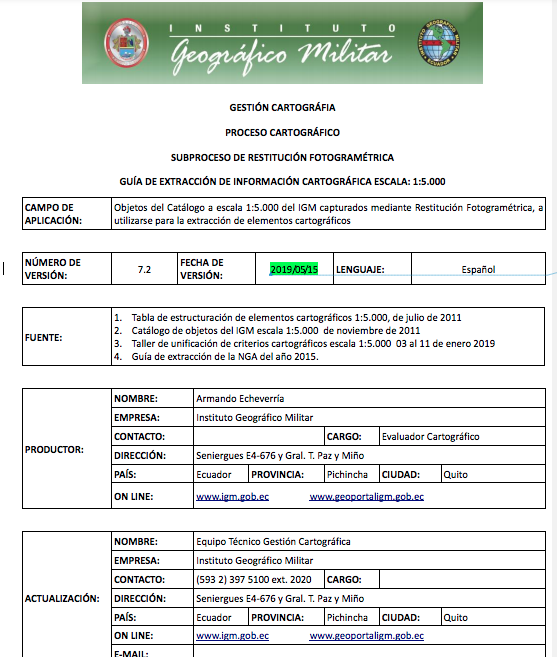 INSTITUTO
Geográfico Militar
GESTIÓN CARTOGRÁFIA
PROCESO CARTOGRÁFICO
SUBPROCESO DE RESTITUCIÓN FOTOGRAMÉTRICA
GUÍA DE EXTRACCIÓN DE INFORMACIÓN CARTOGRÁFICA ESCALA: 1:5.000
CAMPO DE
APLICACIÓN:
Objetos del Catálogo a escala 1:5.000 del IGM capturados mediante Restitución Fotogramétrica, a
utilizarse para la extracción de elementos cartográficos
NÚMERO DE
VERSIÓN:
7.2
FECHA DE
VERSIÓN:
2019/05/15
LENGUAJE:
Español
FUENTE:
1. Tabla de estructuración de elementos cartográficos 1:5.000, de julio de 2011
2. Catálogo de objetos del IGM escala 1:5.000 de noviembre de 2011
3. Taller de unificación de criterios cartográficos escala 1:5.000 03 al 11 de enero 2019
4. Guía de extracción de la NGA del año 2015.
PRODUCTOR:
NOMBRE: Armando Echeverría
EMPRESA: Instituto Geográfico Militar
CONTACTO: CARGO: Evaluador Cartográfico
DIRECCIÓN: Seniergues E4-676 y Gral. T. Paz y Miño
PAÍS: Ecuador PROVINCIA: Pichincha CIUDAD: Quito
ON LINE: www.igm.gob.ec www.geoportaligm.gob.ec
ACTUALIZACIÓN:
NOMBRE: Equipo Técnico Gestión Cartográfica
EMPRESA: Instituto Geográfico Militar
CONTACTO: (593 2) 397 5100 ext. 2020 CARGO:
DIRECCIÓN: Seniergues E4-676 y Gral. T. Paz y Miño
PAÍS: Ecuador PROVINCIA: Pichincha CIUDAD: Quito
ON LINE: www.igm.gob.ec www.geoportaligm.gob.ec
E-MAIL: